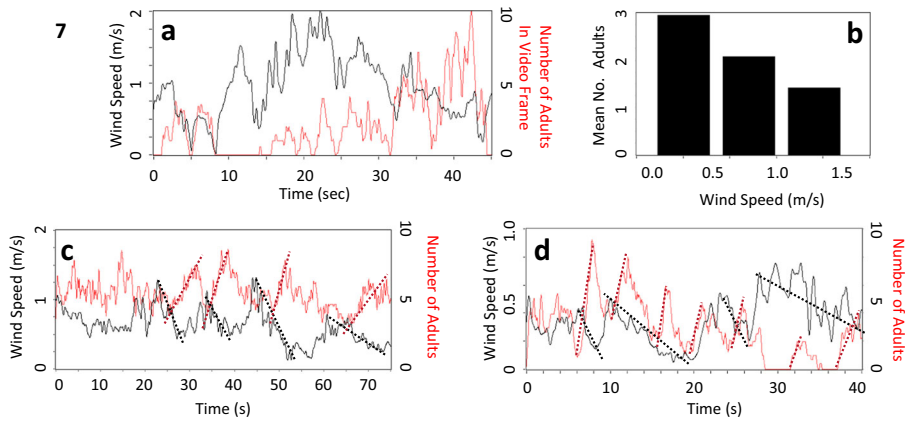 7
a
Wind Speed (m/s)
2
1
0
10
5
0
Number of Adults
In Video Frame
0
10
20
30
40
Time (sec)
b
Mean No. Adults
3
2
1
0
0.0
0.5
1.0
1.5
Wind Speed (m/s)
c
Wind Speed (m/s)
2
1
0
10
5
0
Number of Adults
0
10
20
30
40
50
60
70
Time (s)
d
Wind Speed (m/s)
1.0
0.5
0
10
5
0
Number of Adults
0
10
20
30
40
Time (s)